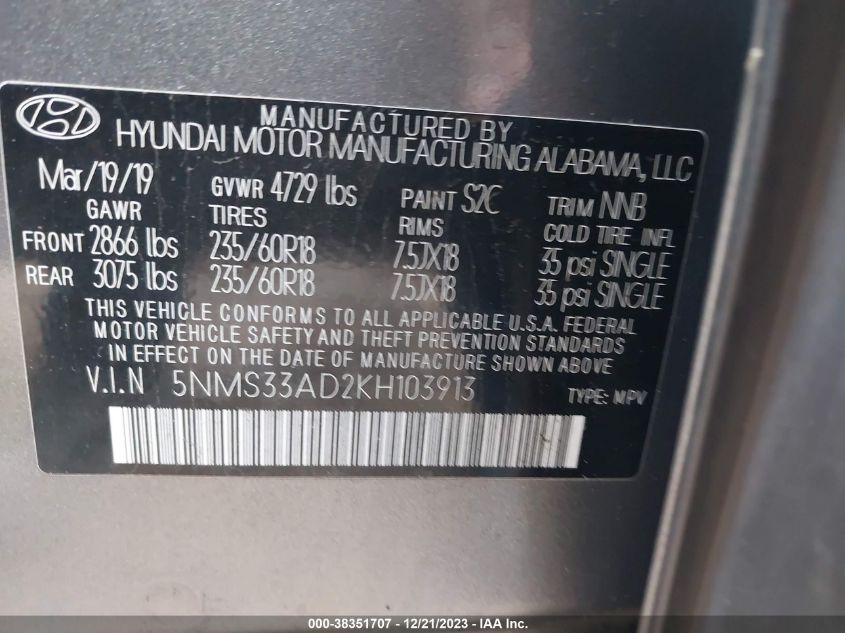 MANUFACTURED BY
HYUNDAI MOTOR MANUFACTURING ALABAMA, LLC
Mar/19/19 GVWR 4729 lbs PAINT S2C TRIM NNB
GAWR TIRES RIMS COLD TIRE INFL
FRONT 2866 lbs 235/60R18 7.5JX18 35 psi SINGLE
REAR 3075 lbs 235/60R18 7.5JX18 35 psi SINGLE
THIS VEHICLE CONFORMS TO ALL APPLICABLE U.S.A. FEDERAL
MOTOR VEHICLE SAFETY AND THEFT PREVENTION STANDARDS
IN EFFECT ON THE DATE OF MANUFACTURE SHOWN ABOVE
V.I.N 5NMS33AD2KH103913 TYPE: MPV
000-38351707 - 12/21/2023 - IAA Inc.